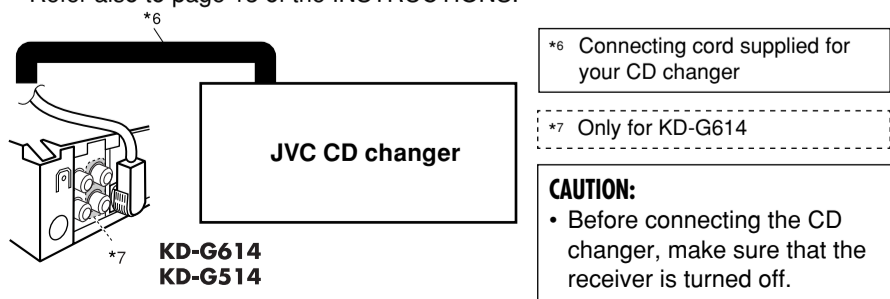 *6
JVC CD changer
*7
KD-G614
KD-G514
*6 Connecting cord supplied for
your CD changer
*7 Only for KD-G614
CAUTION:
• Before connecting the CD
changer, make sure that the
receiver is turned off.